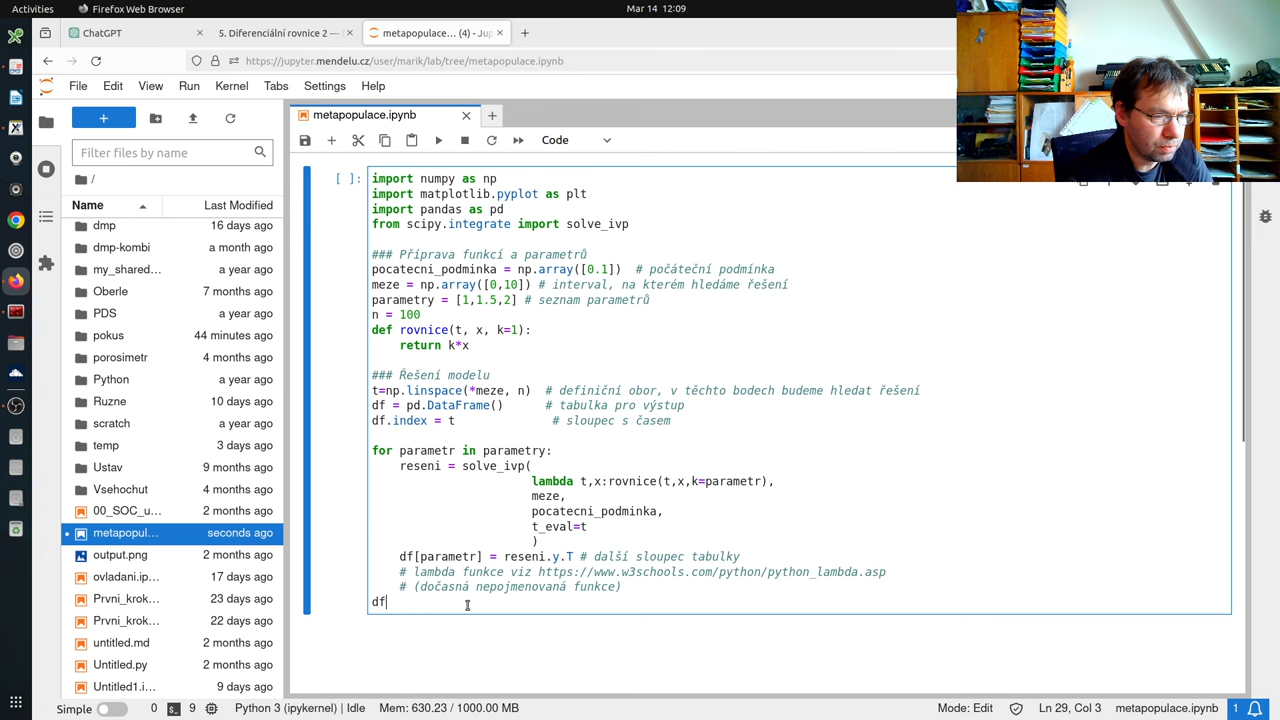 Activities
Firefox Web Browser
Mar 14 12:09
ChatGPT
5. Diferenciální rovnice 2 —
metapopulace… (4) - Jup
https://jupyter.mendelu.cz/user/marik/lab/tree/metapopulace.ipynb
File Edit View Run Kernel Tabs Settings Help
metapopulace.ipynb
Filter files by name
Code
/
Name Last Modified
dmp 16 days ago
dmp-kombi a month ago
my_shared… a year ago
Oberle 7 months ago
PDS a year ago
pokus 44 minutes ago
porosimetr 4 months ago
Python a year ago
Ruzne 10 days ago
scratch a year ago
temp 3 days ago
Ustav 9 months ago
Vsehochut 4 months ago
00_SOC_u… 2 months ago
metapopul… seconds ago
output.png 2 months ago
ovladani.ip… 17 days ago
Prvni_krok… 23 days ago
Prvni_krok… 22 days ago
untitled.md 2 months ago
Untitled.py 2 months ago
Untitled1.i… 9 days ago
[ ]:
import numpy as np
import matplotlib.pyplot as plt
import pandas as pd
from scipy.integrate import solve_ivp
### Příprava funkcí a parametrů
pocatecni_podminka = np.array([0.1]) # počáteční podmínka
meze = np.array([0,10]) # interval, na kterém hledáme řešení
parametry = [1,1.5,2] # seznam parametrů
n = 100
def rovnice(t, x, k=1):
return k*x
### Řešení modelu
t=np.linspace(*meze, n) # definiční obor, v těchto bodech budeme hledat řešení
df = pd.DataFrame() # tabulka pro výstup
df.index = t # sloupec s časem
for parametr in parametry:
reseni = solve_ivp(
lambda t,x:rovnice(t,x,k=parametr),
meze,
pocatecni_podminka,
t_eval=t
)
df[parametr] = reseni.y.T # další sloupec tabulky
# lambda funkce viz https://www.w3schools.com/python/python_lambda.asp
# (dočasná nepojmenovaná funkce)
df
Simple 0 $_ 9 Python 3 (ipykernel) | Idle Mem: 630.23 / 1000.00 MB Mode: Edit Ln 29, Col 3 metapopulace.ipynb 1